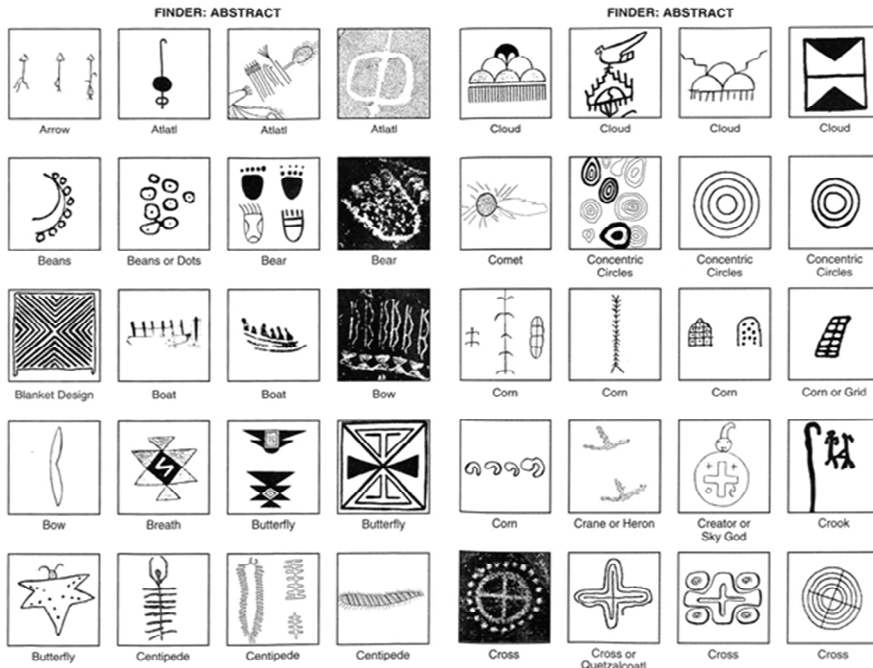 FINDER: ABSTRACT
Arrow Atlatl Atlatl Atlatl
Beans Beans or Dots Bear Bear
Blanket Design Boat Boat Bow
Bow Breath Butterfly Butterfly
Butterfly Centipede Centipede Centipede
FINDER: ABSTRACT
Cloud Cloud Cloud Cloud
Comet Concentric Concentric Concentric
Circles Circles Circles
Corn Corn Corn Corn or Grid
Corn Crane or Heron Creator or Crook
Sky God
Cross Cross or Cross Cross
Quetzalcoatl